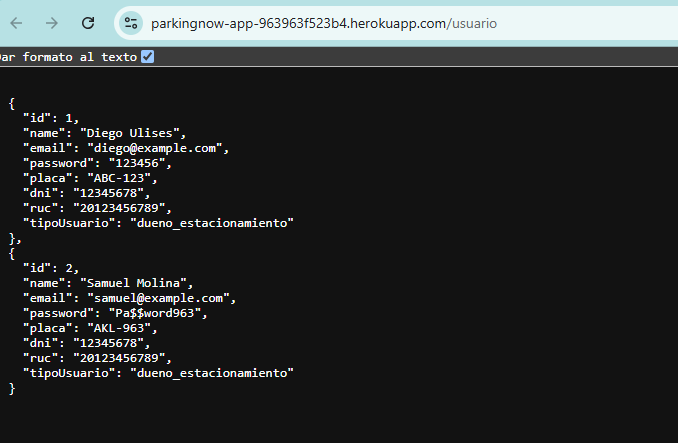 parkingnow-app-963963f523b4.herokuapp.com/usuario
ar formato al texto
{
"id": 1,
"name": "Diego Ulises",
"email": "diego@example.com",
"password": "123456",
"placa": "ABC-123",
"dni": "12345678",
"ruc": "20123456789",
"tipoUsuario": "dueno_estacionamiento"
},
{
"id": 2,
"name": "Samuel Molina",
"email": "samuel@example.com",
"password": "Pa$$word963",
"placa": "AKL-963",
"dni": "12345678",
"ruc": "20123456789",
"tipoUsuario": "dueno_estacionamiento"
}